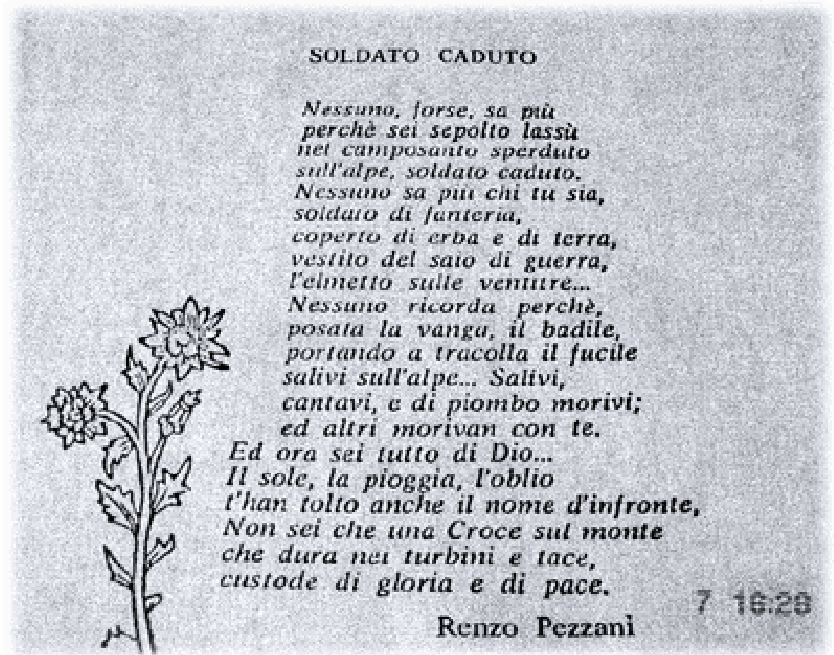 SOLDATO CADUTO
Nessuno, forse, sa più
perchè sei sepolto lassù
nel camposanto sperduto
sull'alpe, soldato caduto.
Nessuno sa più chi tu sia,
soldato di fanteria,
coperto di erba e di terra,
vestito del saio di guerra,
l'elmetto sulle ventitre...
Nessuno ricorda perchè,
posata la vanga, il badile,
portando a tracolla il fucile
salivi sull'alpe... Salivi,
cantavi, e di piombo morivi;
ed altri morivan con te.
Ed ora sei tutto di Dio...
Il sole, la pioggia, l'oblio
t'han tolto anche il nome d'infronte,
Non sei che una Croce sul monte
che dura nei turbini e tace,
custode di gloria e di pace.
Renzo Pezzani
7 16:28